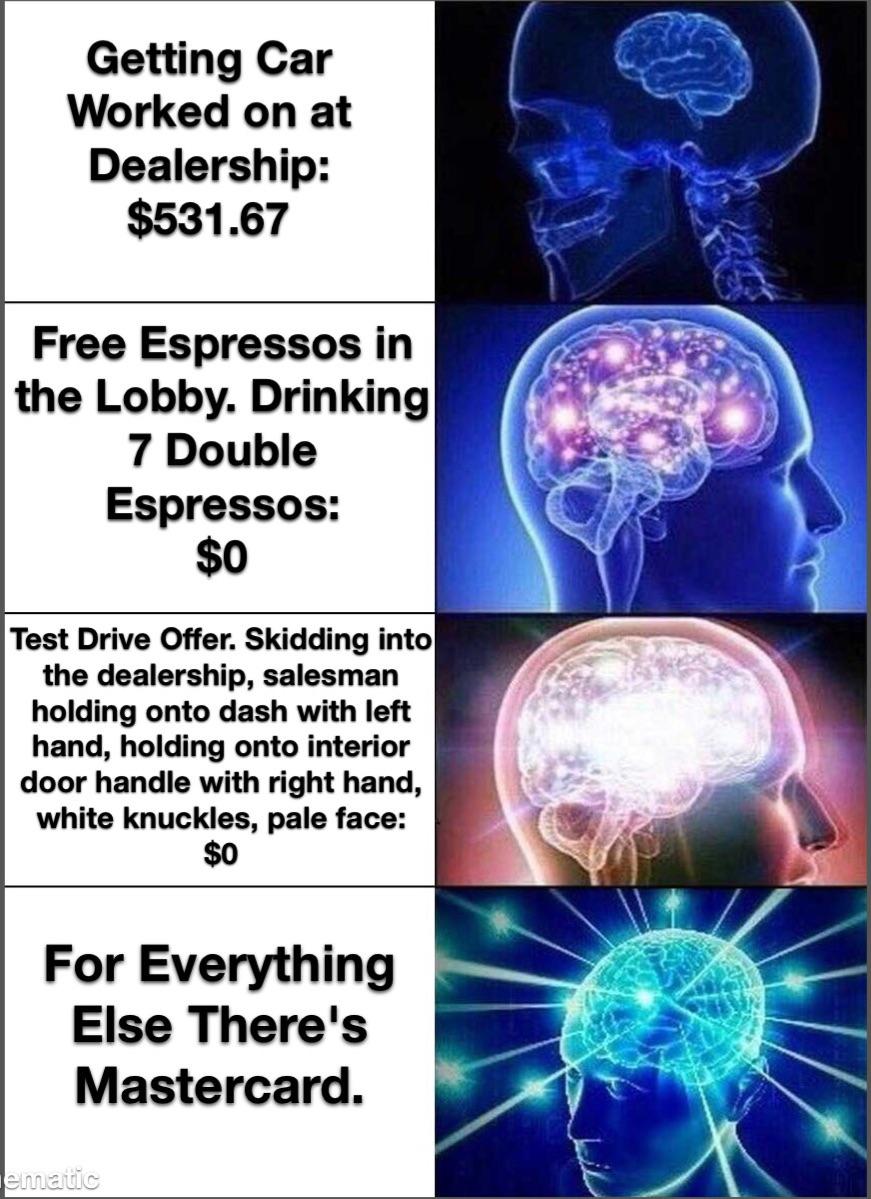 Getting Car
Worked on at
Dealership:
$531.67
Free Espressos in
the Lobby. Drinking
7 Double
Espressos:
$0
Test Drive Offer. Skidding into
the dealership, salesman
holding onto dash with left
hand, holding onto interior
door handle with right hand,
white knuckles, pale face:
$0
For Everything
Else There's
Mastercard.
ematic